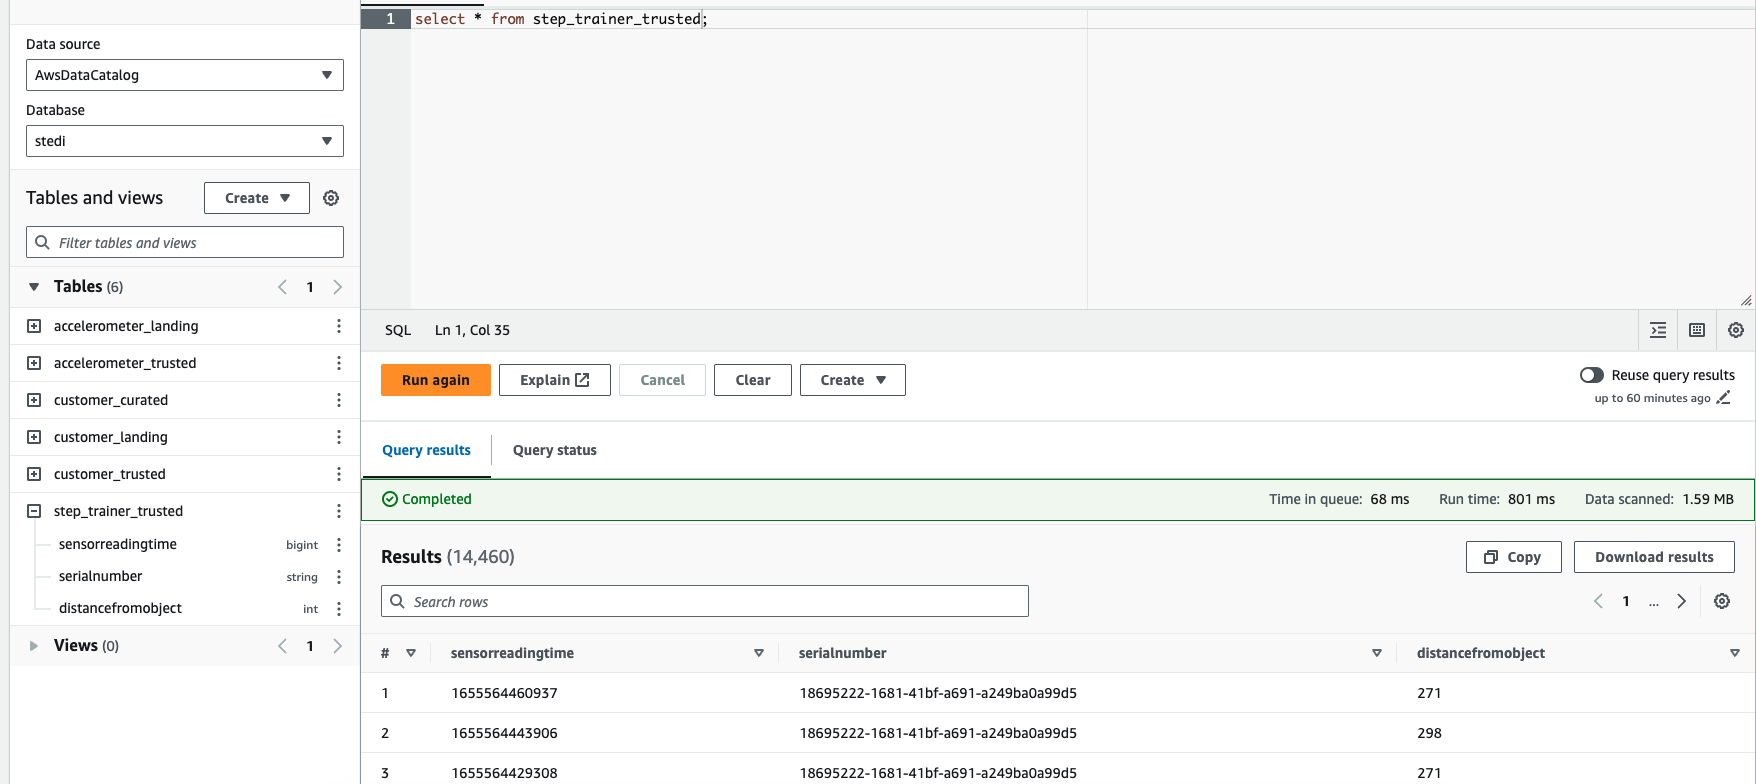 Data source
AwsDataCatalog
Database
stedi
Tables and views
Create
Filter tables and views
Tables (6)
1
accelerometer_landing
accelerometer_trusted
customer_curated
customer_landing
customer_trusted
step_trainer_trusted
sensorreadingtime bigint
serialnumber string
distancefromobject int
Views (0)
1
1 select * from step_trainer_trusted;
SQL Ln 1, Col 35
Run again Explain Cancel Clear Create
Reuse query results
up to 60 minutes ago
Query results Query status
Completed Time in queue: 68 ms Run time: 801 ms Data scanned: 1.59 MB
Results (14,460) Copy Download results
Search rows
1 ...
# sensorreadingtime serialnumber distancefromobject
1 1655564460937 18695222-1681-41bf-a691-a249ba0a99d5 271
2 1655564443906 18695222-1681-41bf-a691-a249ba0a99d5 298
3 1655564429308 18695222-1681-41bf-a691-a249ba0a99d5 271